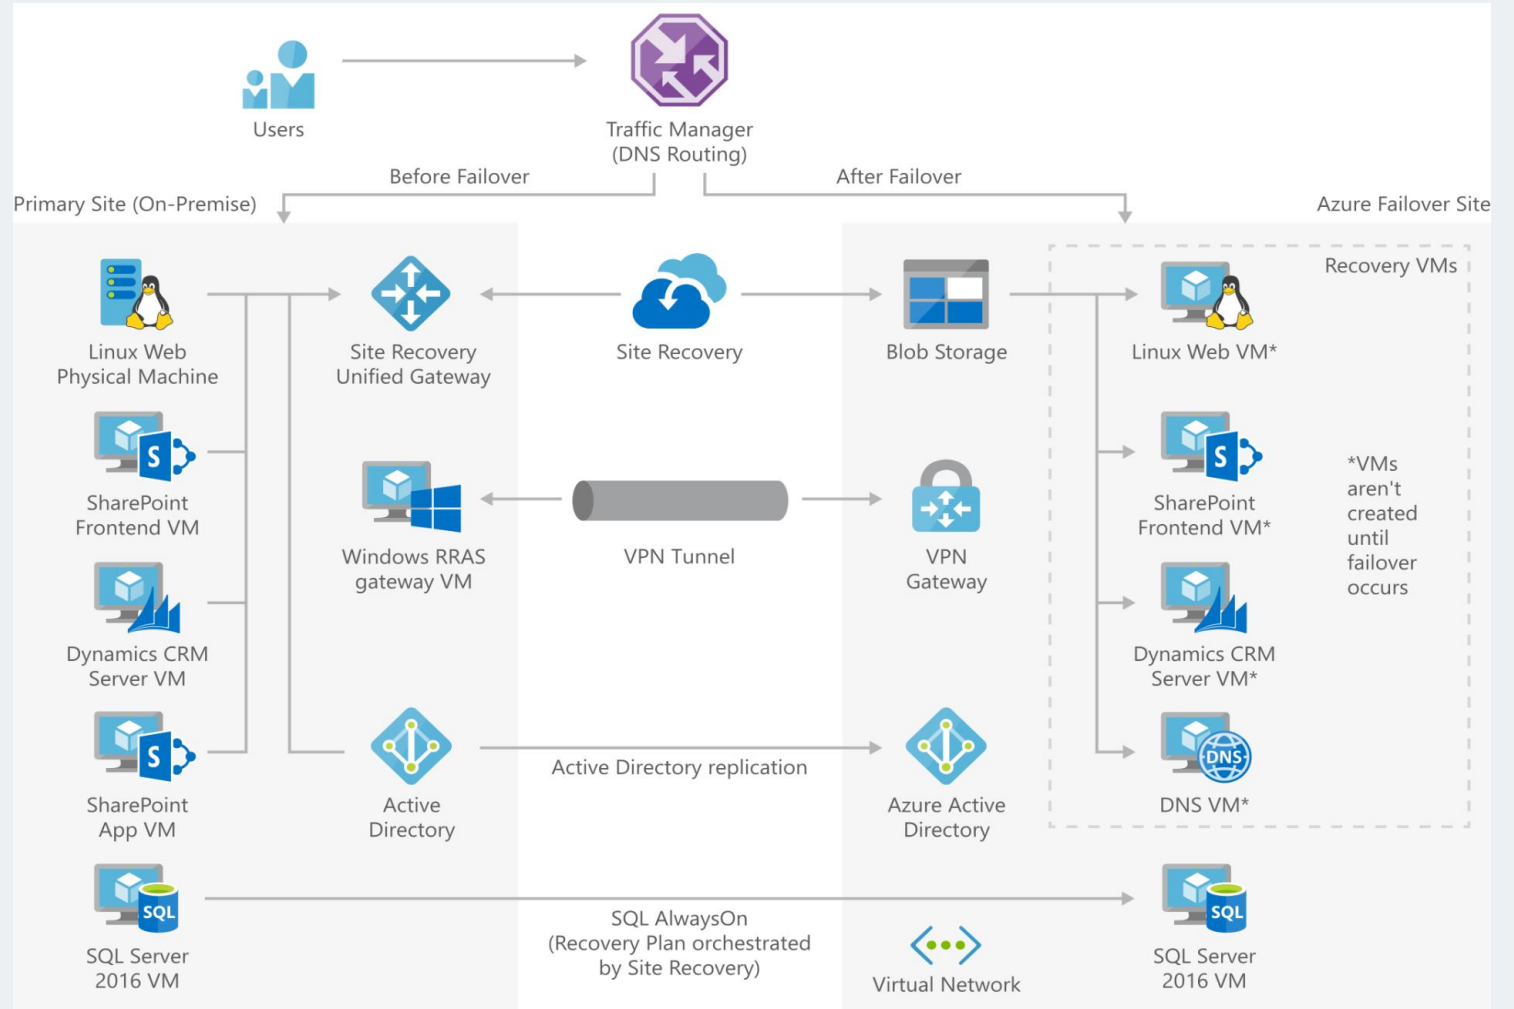 Users
Traffic Manager
(DNS Routing)
Before Failover
After Failover
Primary Site (On-Premise)
Azure Failover Site
Recovery VMs
Linux Web
Physical Machine
Site Recovery
Unified Gateway
Site Recovery
Blob Storage
Linux Web VM*
S
SharePoint
Frontend VM
Windows RRAS
gateway VM
VPN Tunnel
VPN
Gateway
S
SharePoint
Frontend VM*
*VMs
aren't
created
until
failover
occurs
Dynamics CRM
Server VM
Dynamics CRM
Server VM*
S
SharePoint
App VM
Active
Directory
Active Directory replication
Azure Active
Directory
DNS
DNS VM*
SQL
SQL Server
2016 VM
SQL AlwaysOn
(Recovery Plan orchestrated
by Site Recovery)
Virtual Network
SQL
SQL Server
2016 VM